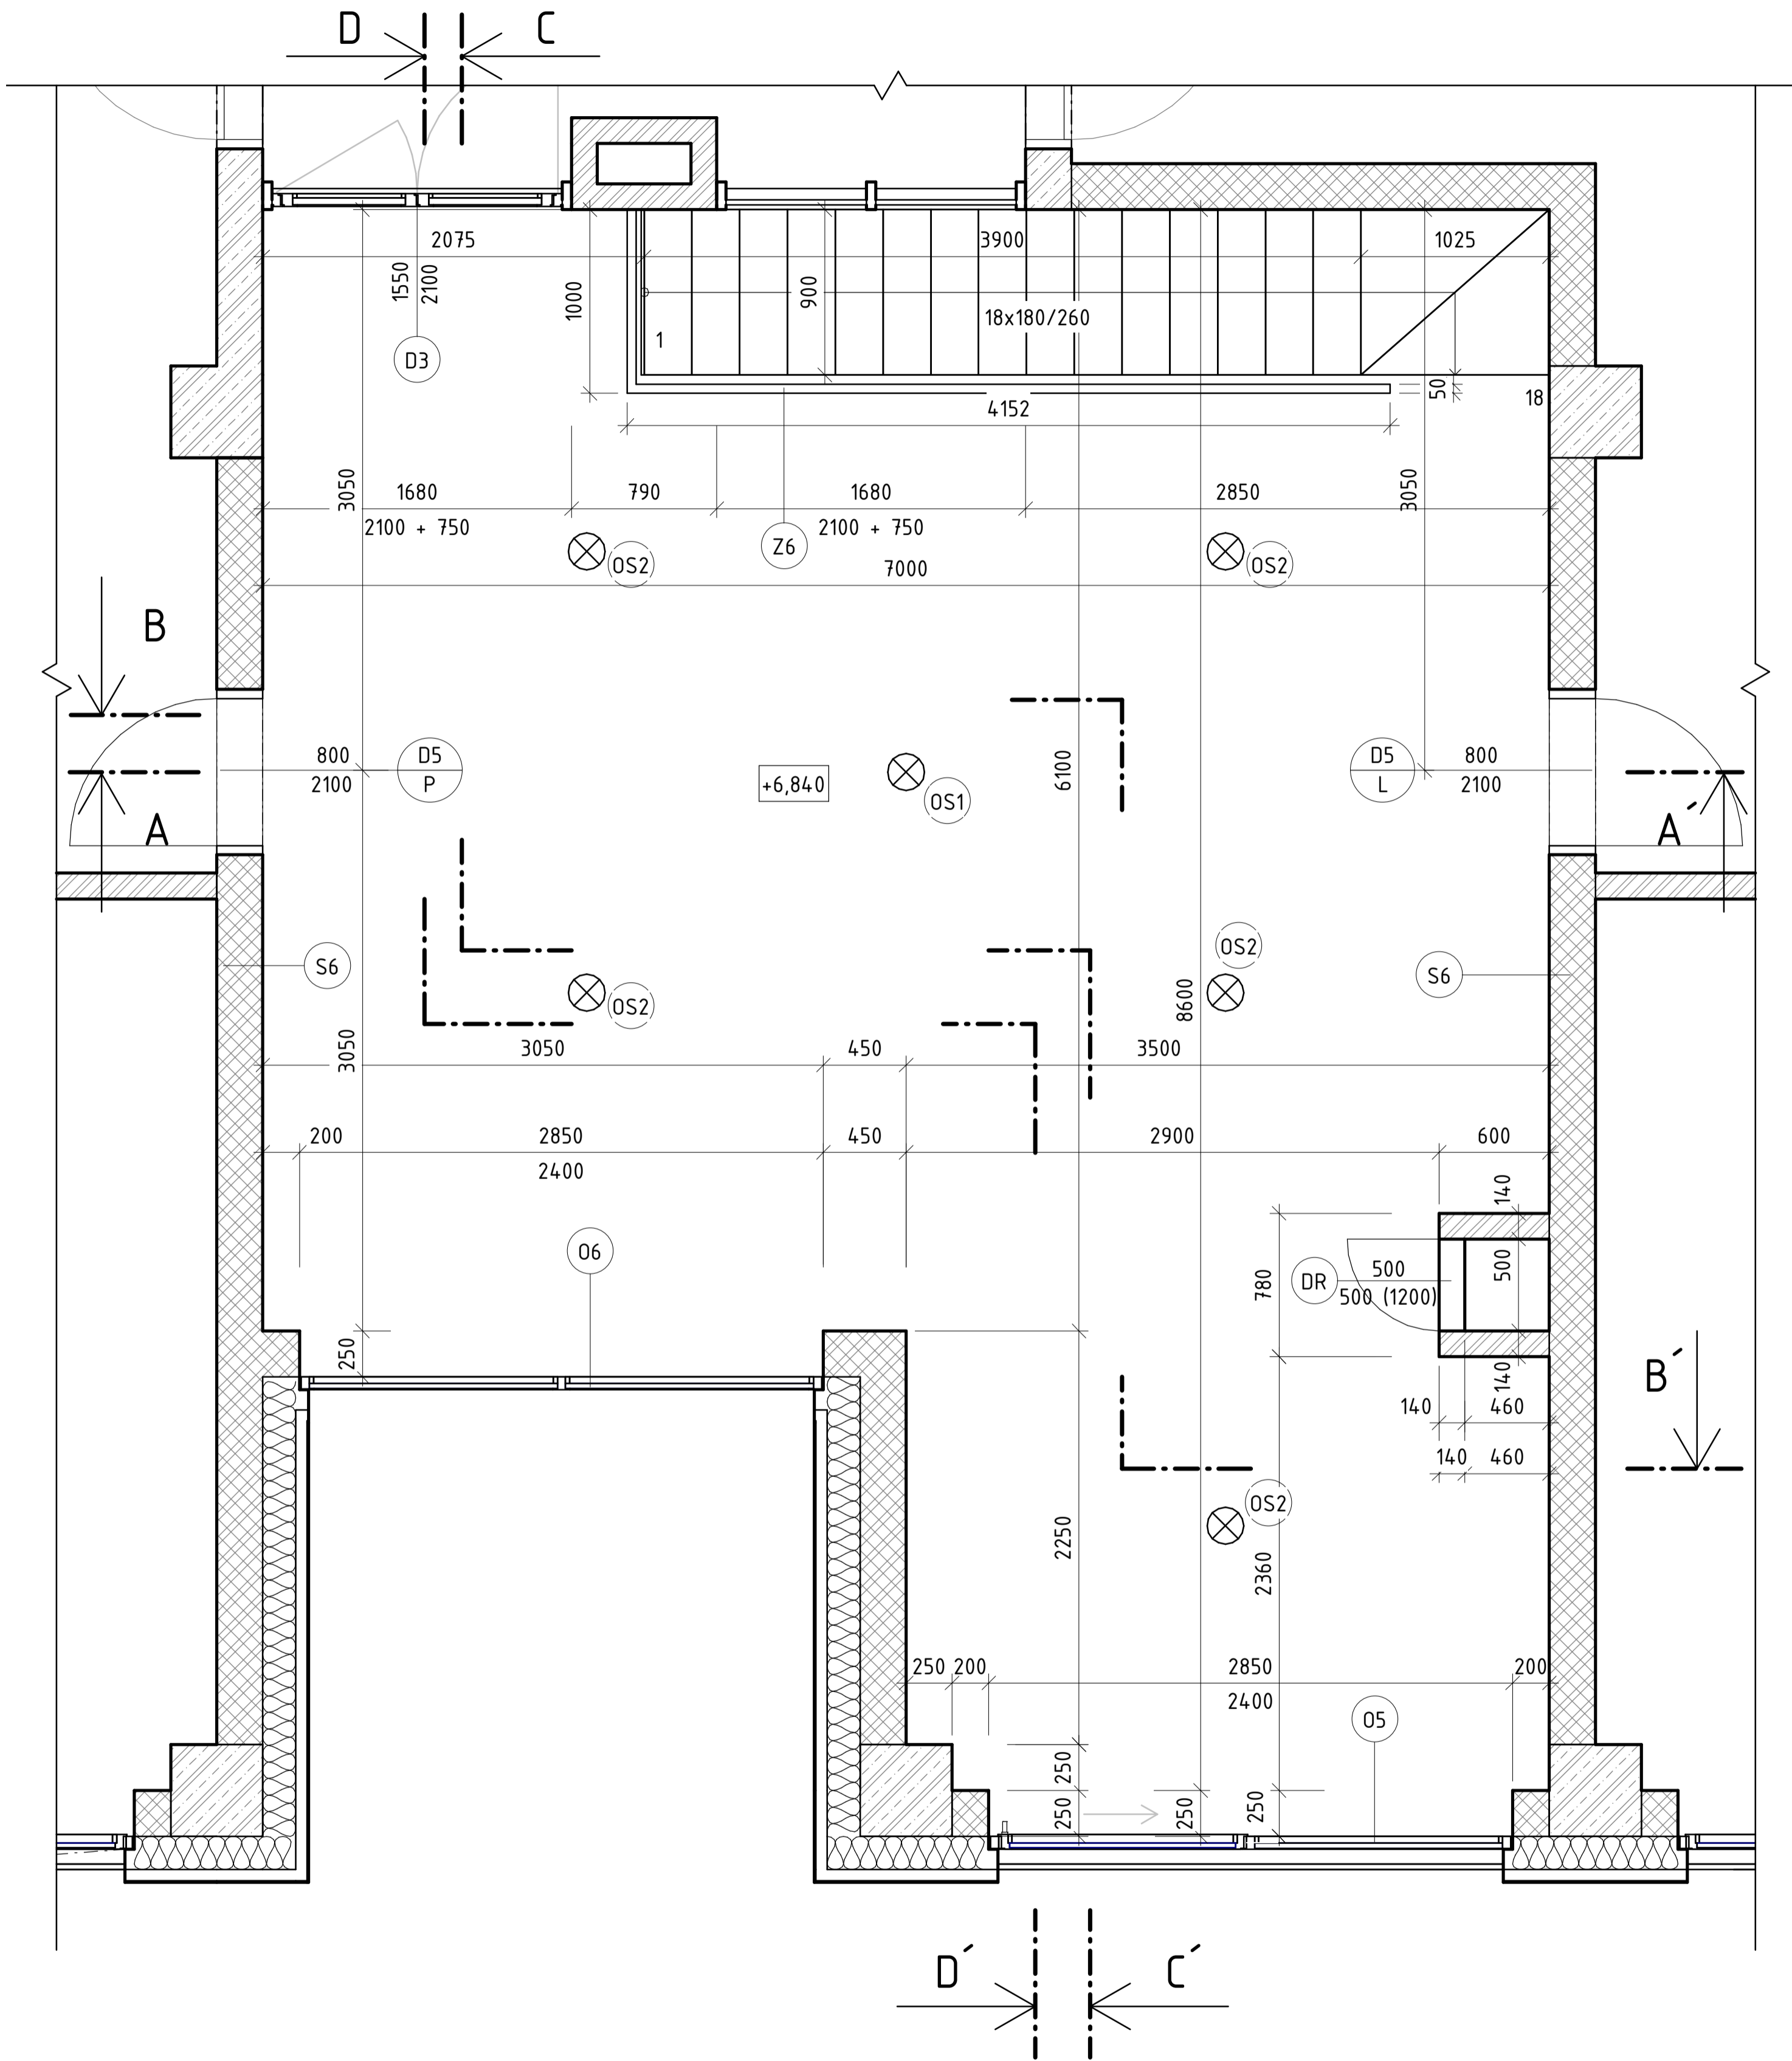 D C
2075 3900 1025
1550
2100
1000
900
18x180/260
1
D3
50
18
4152
3050
1680 790 1680 2850
3050
2100 + 750 2100 + 750
Z6
OS2 OS2
7000
B
800
2100
D5
P
+6,840
OS1
6100
D5
L
800
2100
A A´
S6
OS2
OS2
8600
S6
3050
3050 450 3500
200 2850 450 2900 600
2400
140
O6
780
DR
500
500 (1200)
500
250
140
B´
140 460
140 460
OS2
2250
2360
250 200 2850 200
2400
O5
250
250
250
250
D´ C´